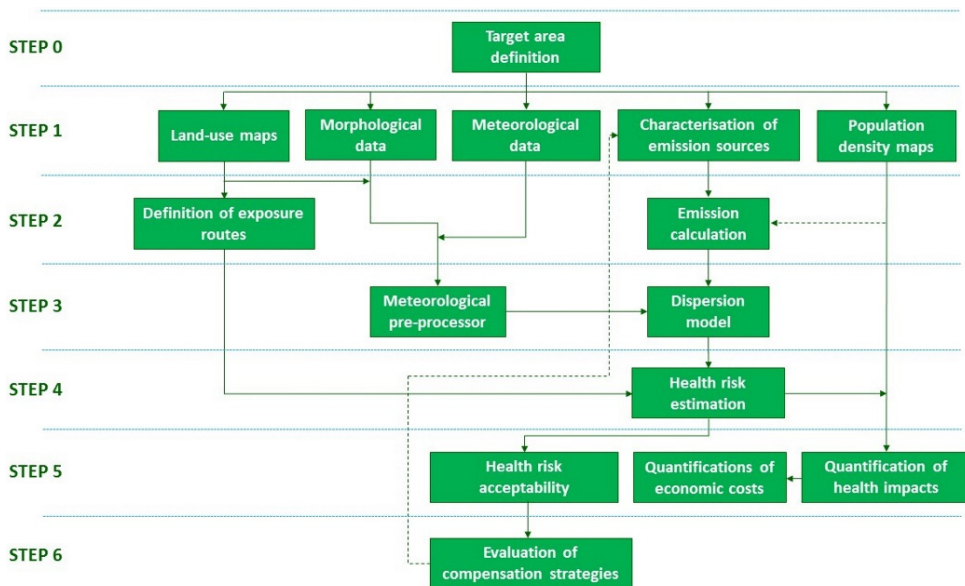 STEP 0
Target area
definition
STEP 1
Land-use maps
Morphological
data
Meteorological
data
Characterisation of
emission sources
Population
density maps
STEP 2
Definition of exposure
routes
Emission
calculation
STEP 3
Meteorological
pre-processor
Dispersion
model
STEP 4
Health risk
estimation
STEP 5
Health risk
acceptability
Quantifications of
economic costs
Quantification of
health impacts
STEP 6
Evaluation of
compensation strategies